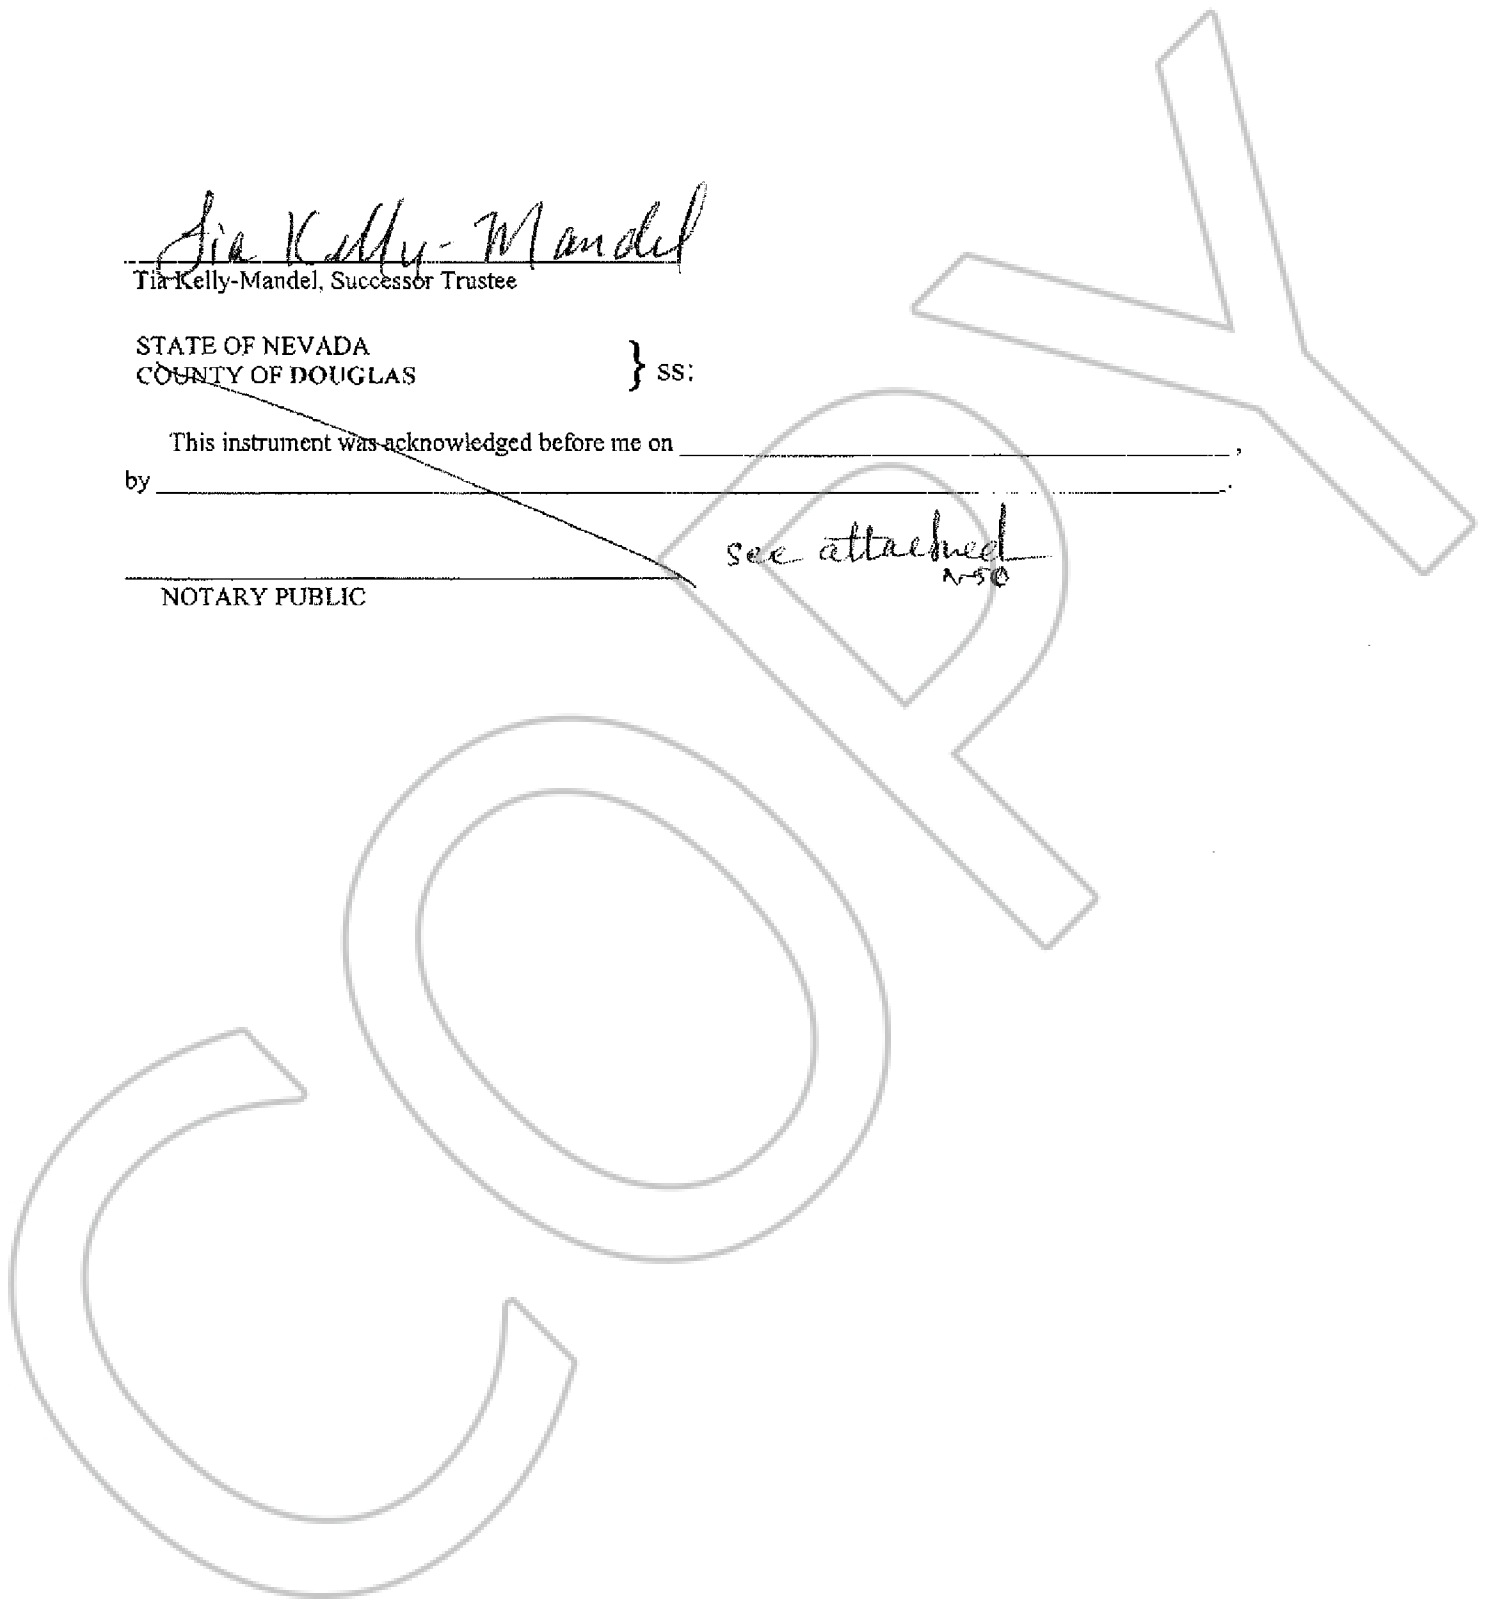 Tia Kelly-Mandel
Tia Kelly-Mandel, Successor Trustee
STATE OF NEVADA
COUNTY OF DOUGLAS } ss:
This instrument was acknowledged before me on ,
by .
see attached
NOTARY PUBLIC
COPY